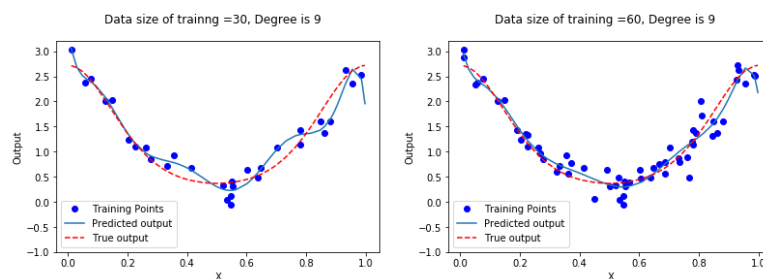 Data size of trainng =30, Degree is 9
3.0
2.5
2.0
1.5
1.0
0.5
0.0
−0.5
−1.0
Output
Training Points
Predicted output
True output
0.0 0.2 0.4 0.6 0.8 1.0
X
Data size of training =60, Degree is 9
3.0
2.5
2.0
1.5
1.0
0.5
0.0
−0.5
−1.0
Output
Training Points
Predicted output
True output
0.0 0.2 0.4 0.6 0.8 1.0
X